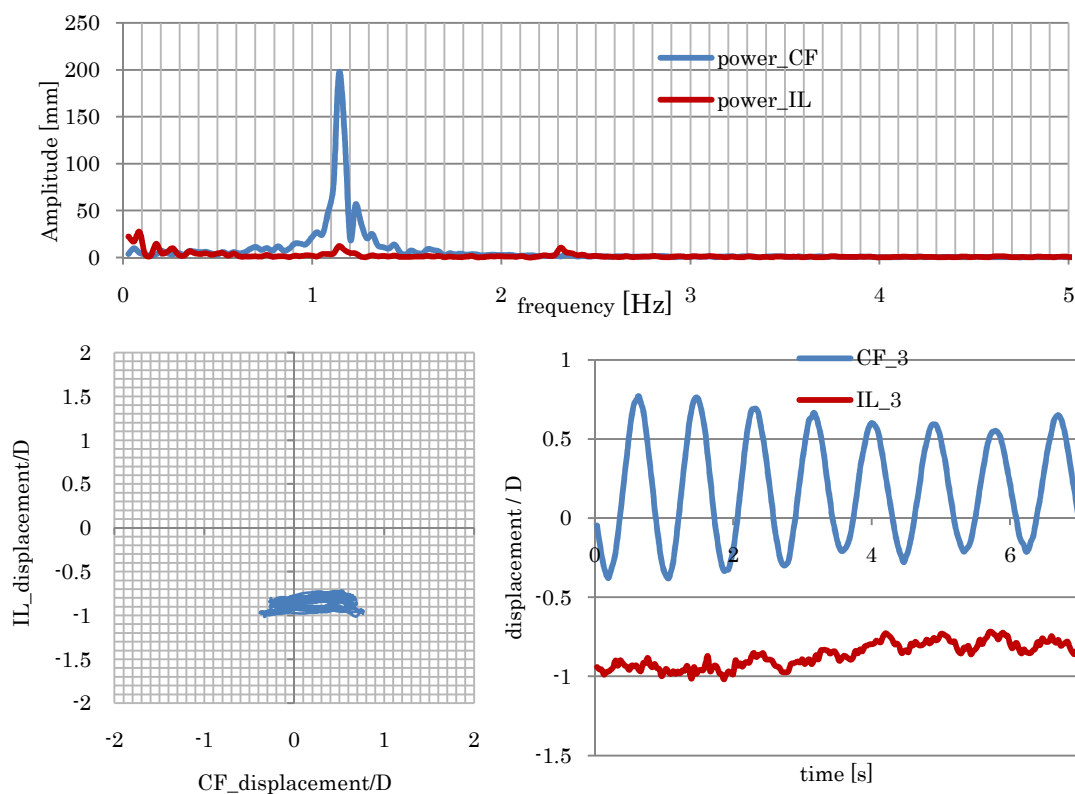 250
200
150
100
50
0
Amplitude [mm]
power_CF
power_IL
0 1 2 3 4 5
frequency [Hz]
2
1.5
1
0.5
0
-0.5
-1
-1.5
-2
IL_displacement/D
-2 -1 0 1 2
CF_displacement/D
1
0.5
0
-0.5
-1
-1.5
displacement / D
CF_3
IL_3
0 2 4 6
time [s]